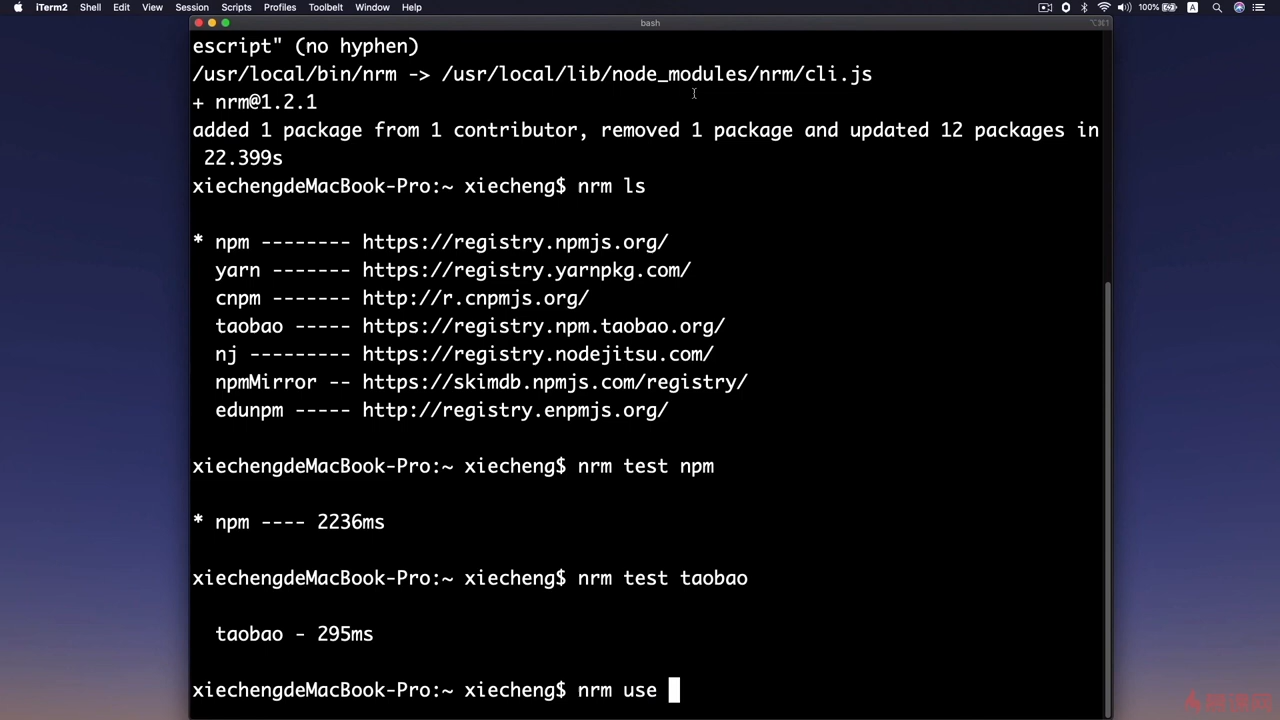 iTerm2 Shell Edit View Session Scripts Profiles Toolbelt Window Help 100% A
bash
⌥⌘1
escript" (no hyphen)
/usr/local/bin/nrm -> /usr/local/lib/node_modules/nrm/cli.js
+ nrm@1.2.1
added 1 package from 1 contributor, removed 1 package and updated 12 packages in
22.399s
xiechengdeMacBook-Pro:~ xiecheng$ nrm ls
* npm -------- https://registry.npmjs.org/
yarn ------- https://registry.yarnpkg.com/
cnpm ------- http://r.cnpmjs.org/
taobao ----- https://registry.npm.taobao.org/
nj --------- https://registry.nodejitsu.com/
npmMirror -- https://skimdb.npmjs.com/registry/
edunpm ----- http://registry.enpmjs.org/
xiechengdeMacBook-Pro:~ xiecheng$ nrm test npm
* npm ---- 2236ms
xiechengdeMacBook-Pro:~ xiecheng$ nrm test taobao
taobao - 295ms
xiechengdeMacBook-Pro:~ xiecheng$ nrm use